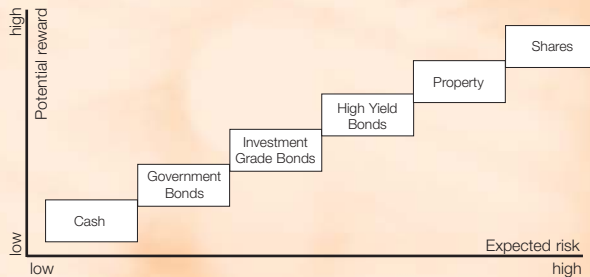 high
Potential reward
low
Shares
Property
High Yield
Bonds
Investment
Grade Bonds
Government
Bonds
Cash
Expected risk
low
high